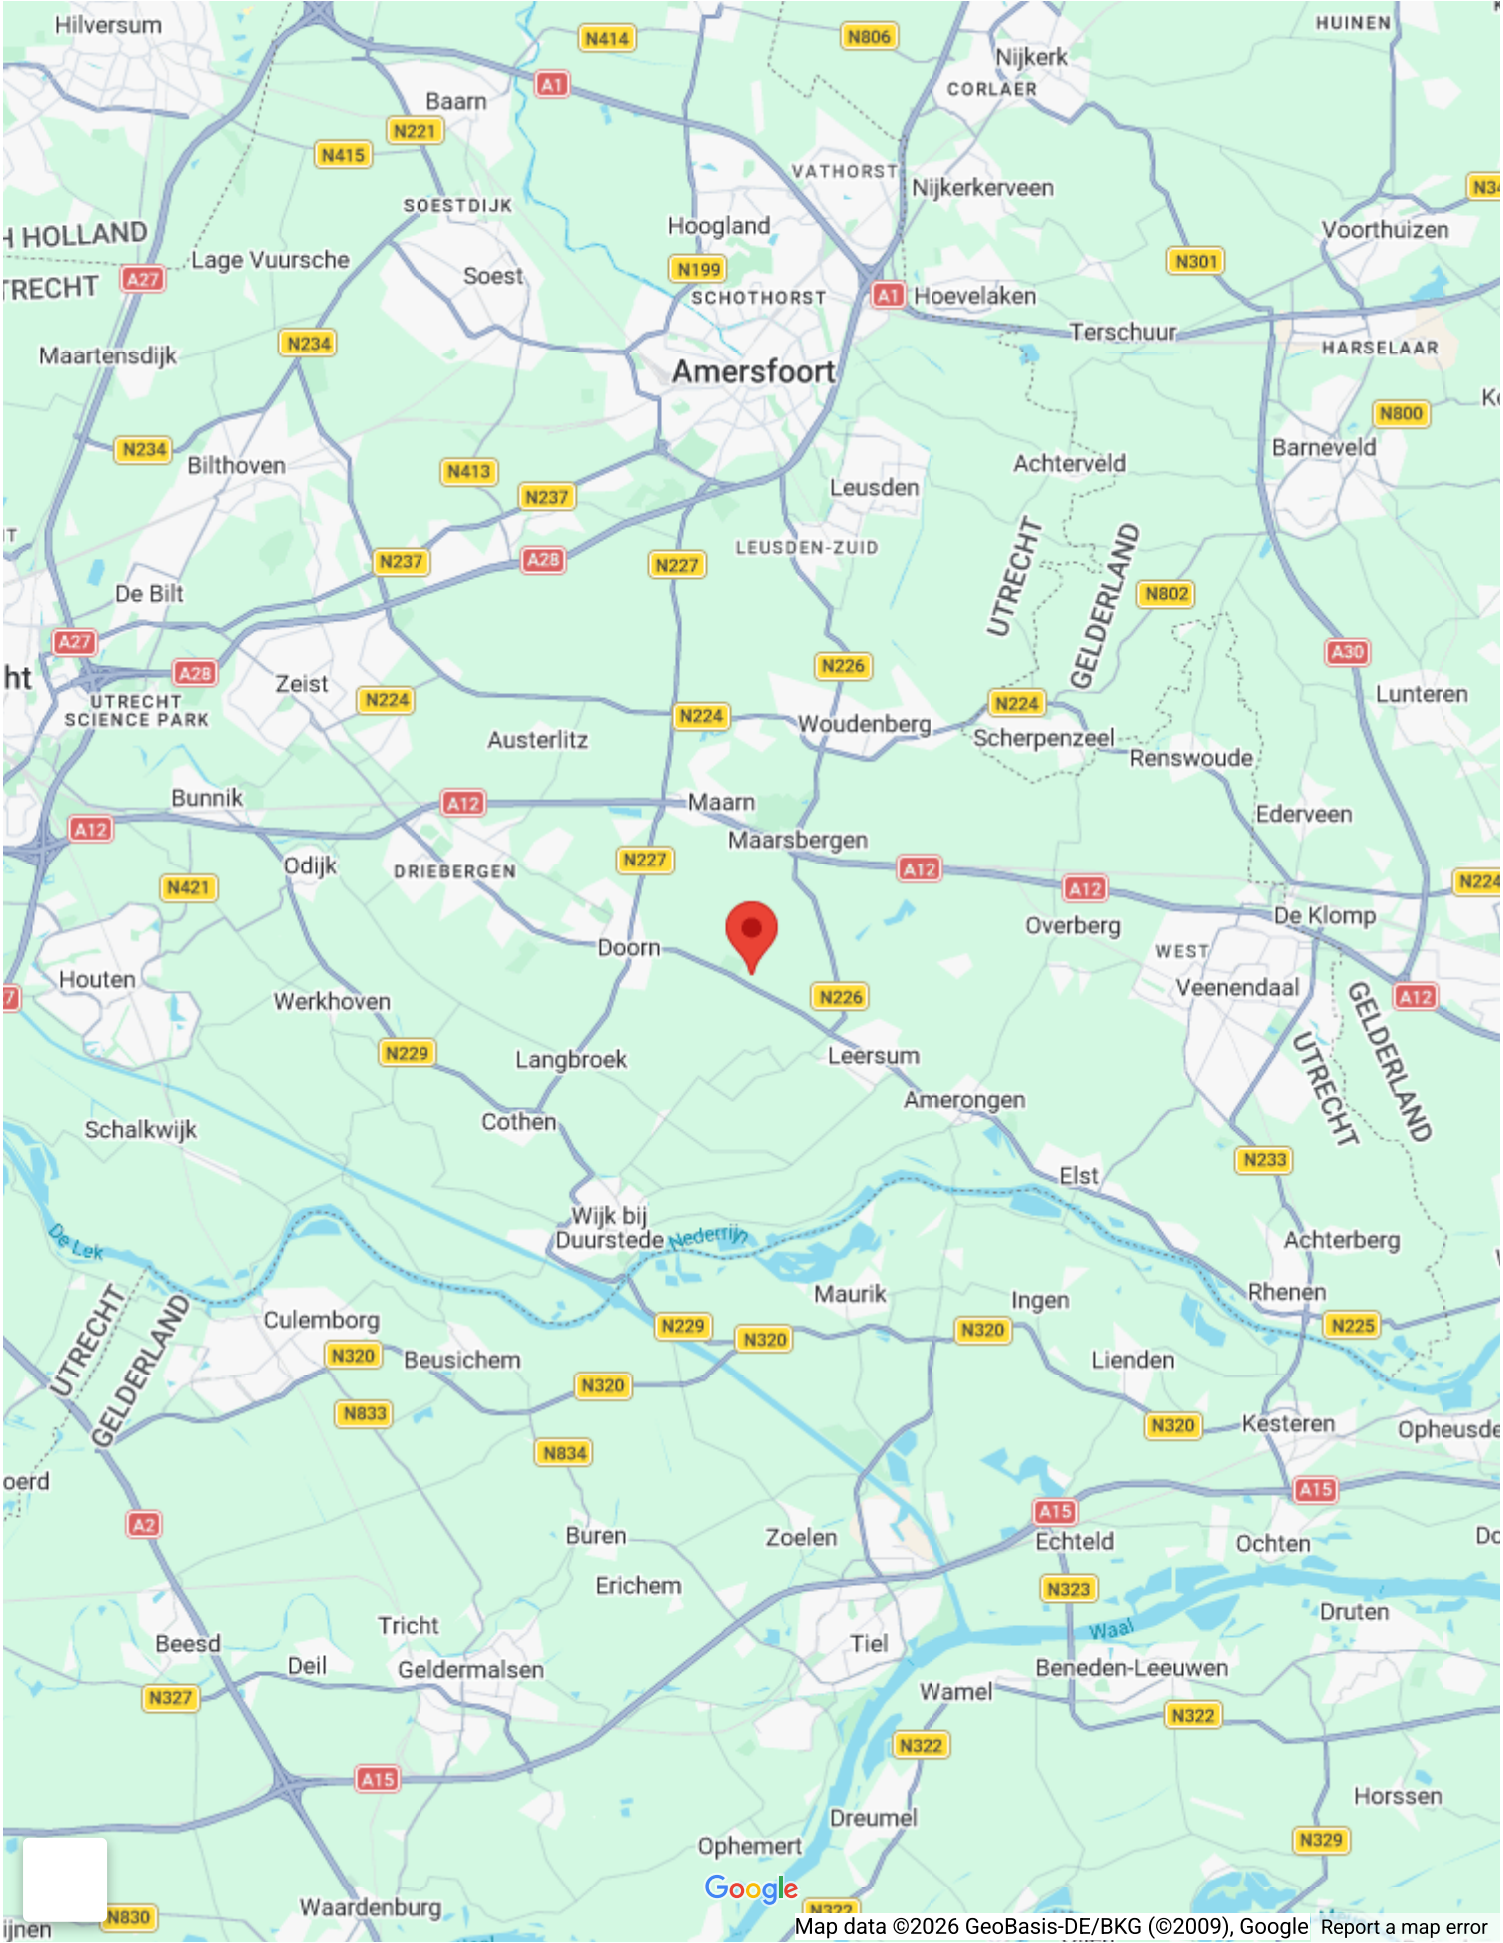 Hilversum
N414
N806
HUINEN
Nijkerk
A1
CORLAER
Baarn
N221
N415
VATHORST
Nijkerkerveen
SOESTDIJK
Hoogland
H HOLLAND
Voorthuizen
Lage Vuursche
N199
N301
TRECHT
A27
Soest
SCHOTHORST
A1
Hoevelaken
Terschuur
N234
Maartensdijk
HARSELAAR
Amersfoort
N800
N234
Bilthoven
N413
Achterveld
Barneveld
N237
Leusden
LEUSDEN-ZUID
N237
A28
N227
UTRECHT
GELDERLAND
De Bilt
N802
A27
A28
N226
A30
ht
Zeist
UTRECHT
SCIENCE PARK
N224
N224
Woudenberg
N224
Lunteren
Austerlitz
Scherpenzeel
Renswoude
Bunnik
A12
Maarn
Ederveen
A12
Maarsbergen
Odijk
DRIEBERGEN
N227
A12
A12
N421
N224
Overberg
De Klomp
Doorn
WEST
Houten
Veenendaal
7
Werkhoven
N226
A12
GELDERLAND
UTRECHT
N229
Langbroek
Leersum
Cothen
Amerongen
Schalkwijk
N233
Elst
Wijk bij
Duurstede
Nederrijn
De Lek
Achterberg
Maurik
Ingen
Rhenen
UTRECHT
GELDERLAND
Culemborg
N229
N320
N320
N225
N320
Beusichem
Lienden
N320
N833
N320
Kesteren
N834
oerd
A15
A15
A2
Buren
Zoelen
Echteld
Ochten
Erichem
N323
Tricht
Druten
Beesd
Tiel
Waal
Deil
Geldermalsen
Beneden-Leeuwen
N327
Wamel
N322
N322
A15
Horssen
Dreumel
Ophemert
N329
Google
Waardenburg
N830
N322
ijnen
Map data ©2026 GeoBasis-DE/BKG (©2009), Google
Report a map error